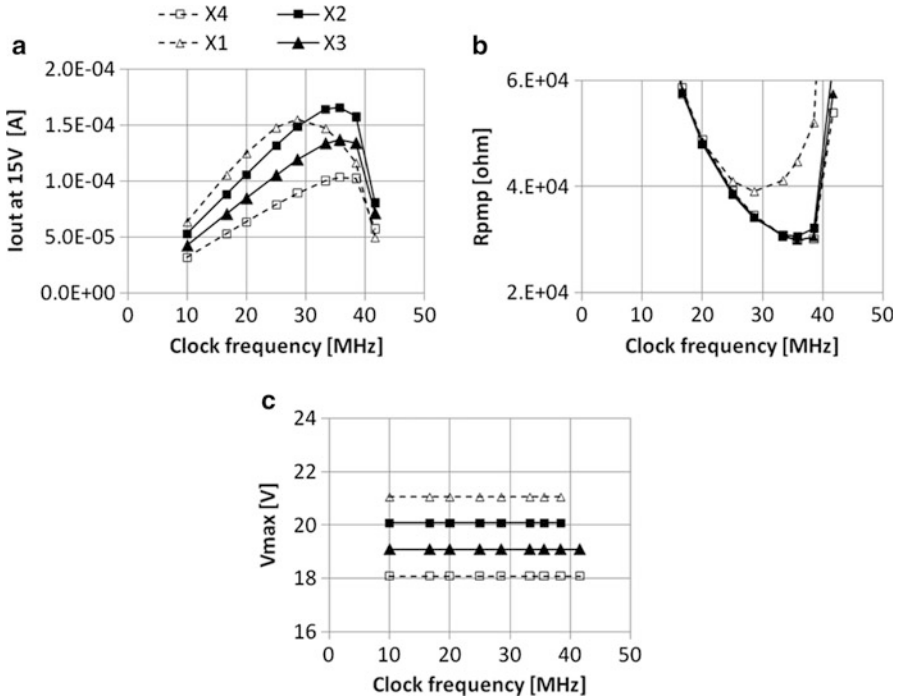 X4 X2
X1 X3
a
2.0E-04
1.5E-04
1.0E-04
5.0E-05
0.0E+00
Iout at 15V [A]
0 10 20 30 40 50
Clock frequency [MHz]
b
6.E+04
4.E+04
2.E+04
Rpmp [ohm]
0 10 20 30 40 50
Clock frequency [MHz]
c
24
22
20
18
16
Vmax [V]
0 10 20 30 40 50
Clock frequency [MHz]